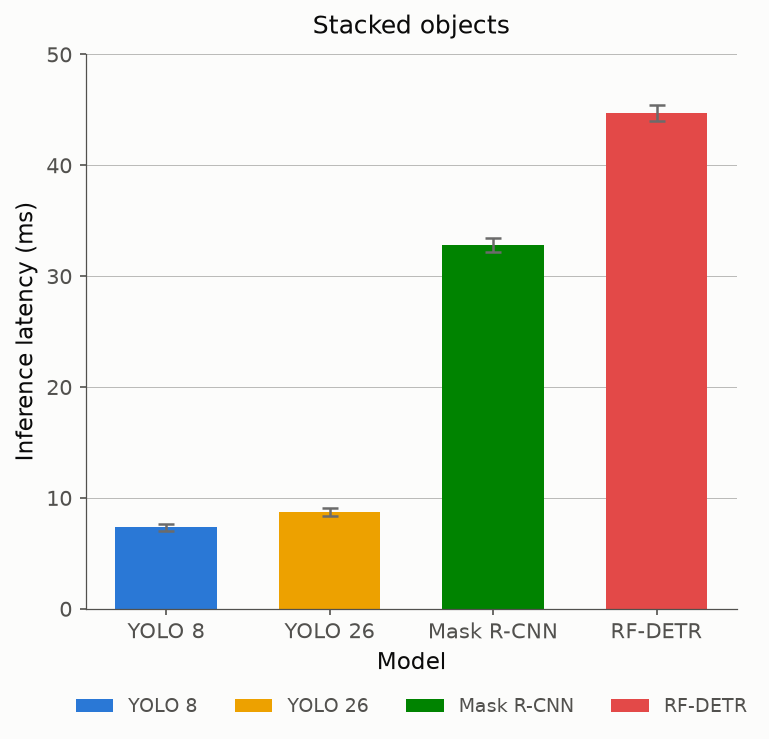 Stacked objects
50
40
30
20
10
0
Inference latency (ms)
YOLO 8 YOLO 26 Mask R-CNN RF-DETR
Model
YOLO 8 YOLO 26 Mask R-CNN RF-DETR